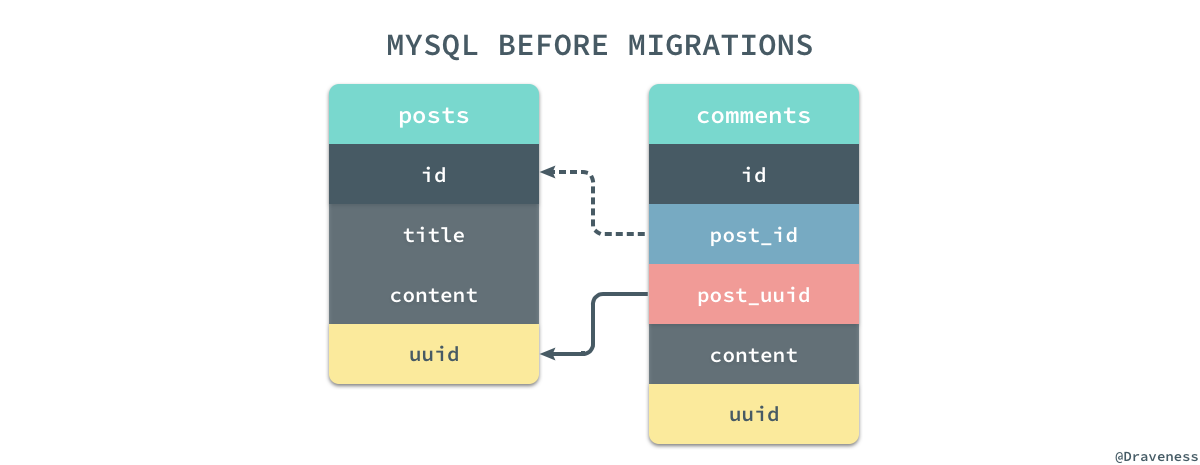 MYSQL BEFORE MIGRATIONS
posts
id
title
content
uuid
comments
id
post_id
post_uuid
content
uuid
@Draveness